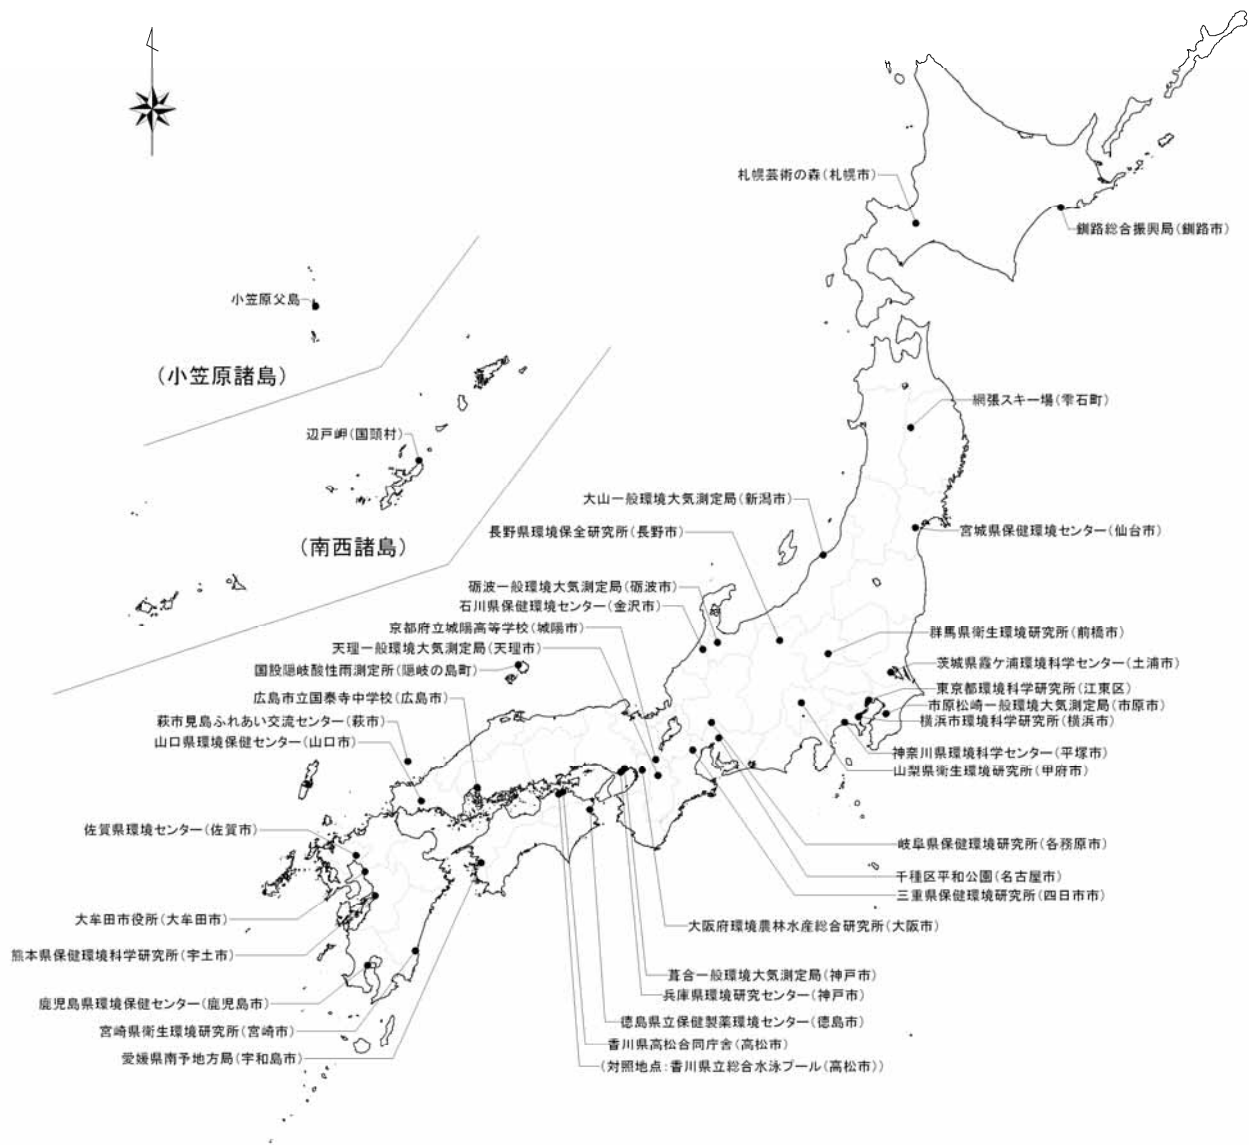 札幌芸術の森(札幌市)
釧路総合振興局(釧路市)
小笠原父島
(小笠原諸島)
網張スキー場(雫石町)
辺戸岬(国頭村)
大山一般環境大気測定局(新潟市)
長野県環境保全研究所(長野市)
宮城県保健環境センター(仙台市)
(南西諸島)
砺波一般環境大気測定局(砺波市)
石川県保健環境センター(金沢市)
京都府立城陽高等学校(城陽市)
群馬県衛生環境研究所(前橋市)
天理一般環境大気測定局(天理市)
茨城県霞ケ浦環境科学センター(土浦市)
国設隠岐酸性雨測定所(隠岐の島町)
東京都環境科学研究所(江東区)
広島市立国泰寺中学校(広島市)
市原松崎一般環境大気測定局(市原市)
横浜市環境科学研究所(横浜市)
萩市見島ふれあい交流センター(萩市)
山口県環境保健センター(山口市)
神奈川県環境科学センター(平塚市)
山梨県衛生環境研究所(甲府市)
佐賀県環境センター(佐賀市)
岐阜県保健環境研究所(各務原市)
千種区平和公園(名古屋市)
三重県保健環境研究所(四日市市)
大牟田市役所(大牟田市)
大阪府環境農林水産総合研究所(大阪市)
熊本県保健環境科学研究所(宇土市)
葺合一般環境大気測定局(神戸市)
兵庫県環境研究センター(神戸市)
鹿児島県環境保健センター(鹿児島市)
徳島県立保健製薬環境センター(徳島市)
宮崎県衛生環境研究所(宮崎市)
香川県高松合同庁舎(高松市)
愛媛県南予地方局(宇和島市)
(対照地点:香川県立総合水泳プール(高松市))